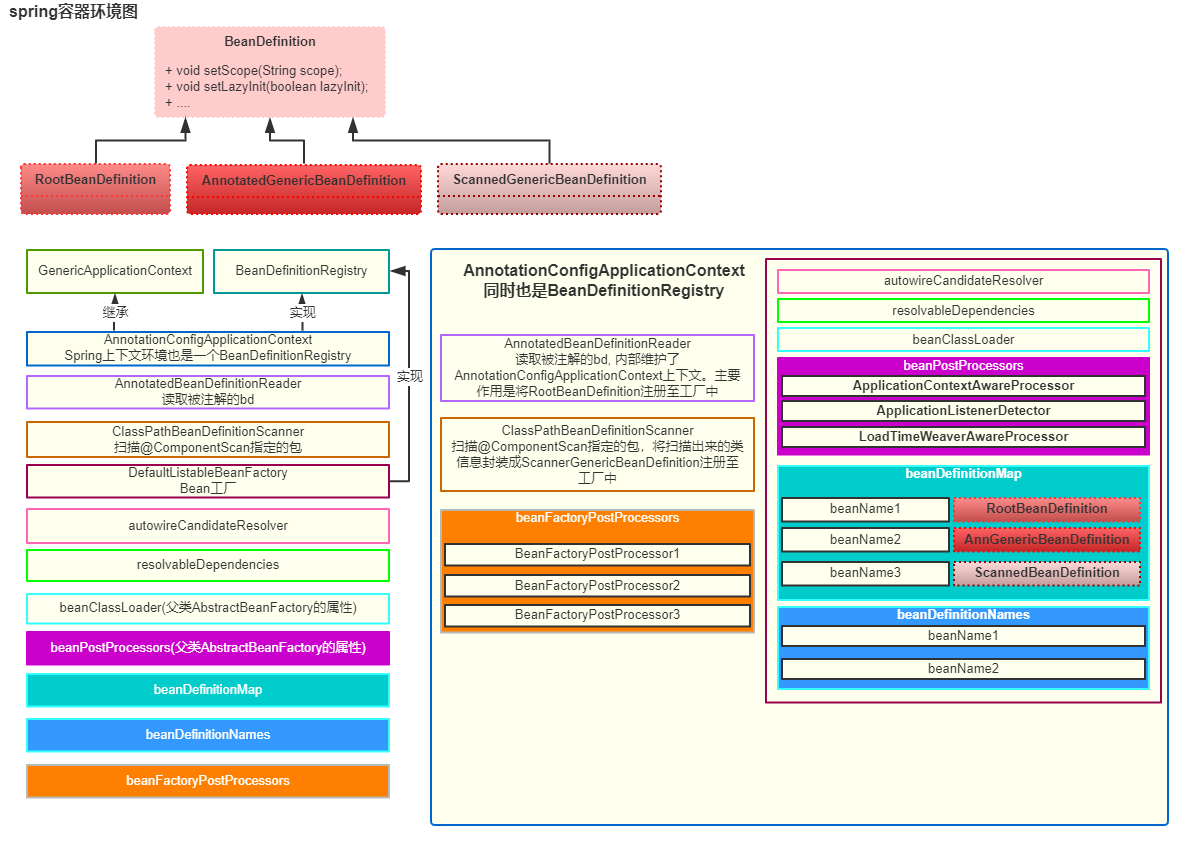 spring容器环境图
BeanDefinition
+ void setScope(String scope);
+ void setLazyInit(boolean lazyInit);
+ ....
RootBeanDefinition
AnnotatedGenericBeanDefinition
ScannedGenericBeanDefinition
GenericApplicationContext
BeanDefinitionRegistry
继承
实现
AnnotationConfigApplicationContext
Spring上下文环境也是一个BeanDefinitionRegistry
实现
AnnotatedBeanDefinitionReader
读取被注解的bd
ClassPathBeanDefinitionScanner
扫描@ComponentScan指定的包
DefaultListableBeanFactory
Bean工厂
autowireCandidateResolver
resolvableDependencies
beanClassLoader(父类AbstractBeanFactory的属性)
beanPostProcessors(父类AbstractBeanFactory的属性)
beanDefinitionMap
beanDefinitionNames
beanFactoryPostProcessors
AnnotationConfigApplicationContext
同时也是BeanDefinitionRegistry
AnnotatedBeanDefinitionReader
读取被注解的bd, 内部维护了
AnnotationConfigApplicationContext上下文。主要
作用是将RootBeanDefinition注册至工厂中
ClassPathBeanDefinitionScanner
扫描@ComponentScan指定的包，将扫描出来的类
信息封装成ScannerGenericBeanDefinition注册至
工厂中
beanFactoryPostProcessors
BeanFactoryPostProcessor1
BeanFactoryPostProcessor2
BeanFactoryPostProcessor3
autowireCandidateResolver
resolvableDependencies
beanClassLoader
beanPostProcessors
ApplicationContextAwareProcessor
ApplicationListenerDetector
LoadTimeWeaverAwareProcessor
beanDefinitionMap
beanName1 RootBeanDefinition
beanName2 AnnGenericBeanDefinition
beanName3 ScannedBeanDefinition
beanDefinitionNames
beanName1
beanName2